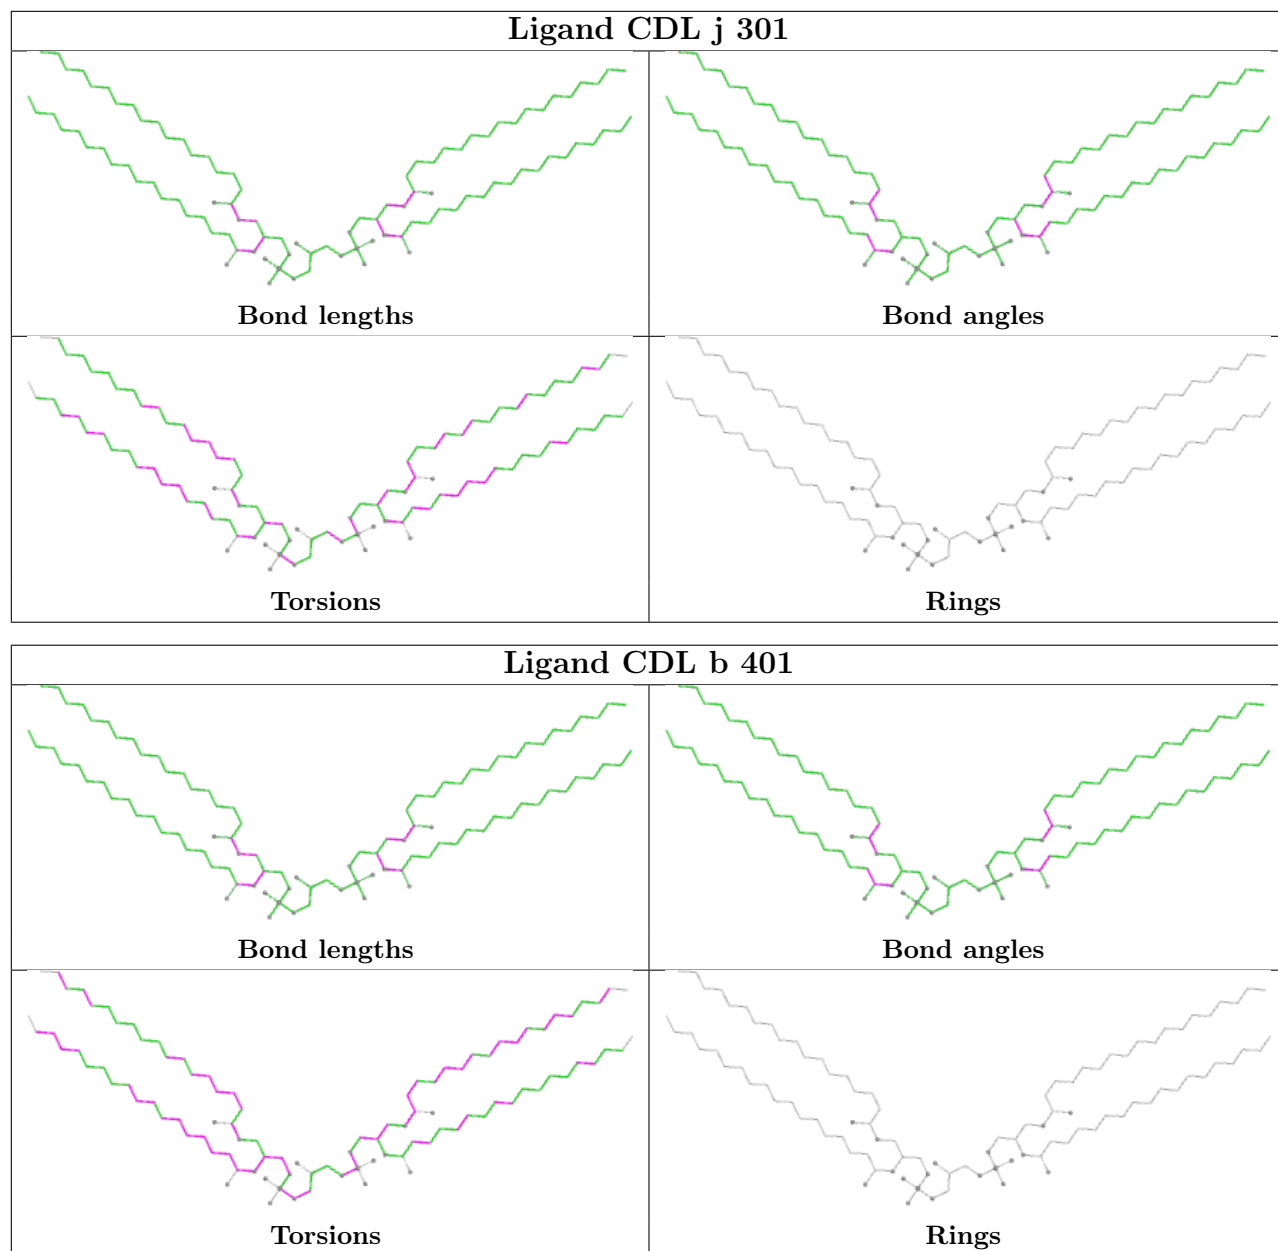 Ligand CDL j 301
Bond lengths
Bond angles
Torsions
Rings
Ligand CDL b 401
Bond lengths
Bond angles
Torsions
Rings